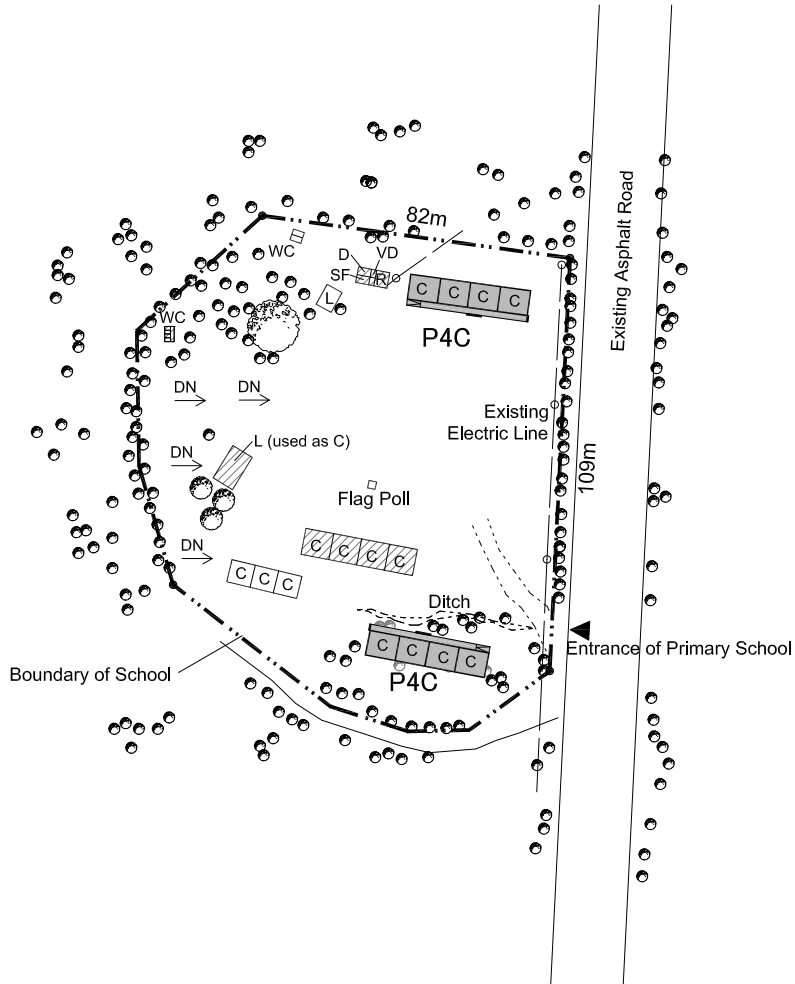 82m
WC
D
VD
SF
R
L
C C C C
P4C
WC
DN
DN
Existing Asphalt Road
Existing
Electric Line
L (used as C)
DN
109m
Flag Poll
DN
C C C C
C C C
Ditch
Entrance of Primary School
C C C C
Boundary of School
P4C